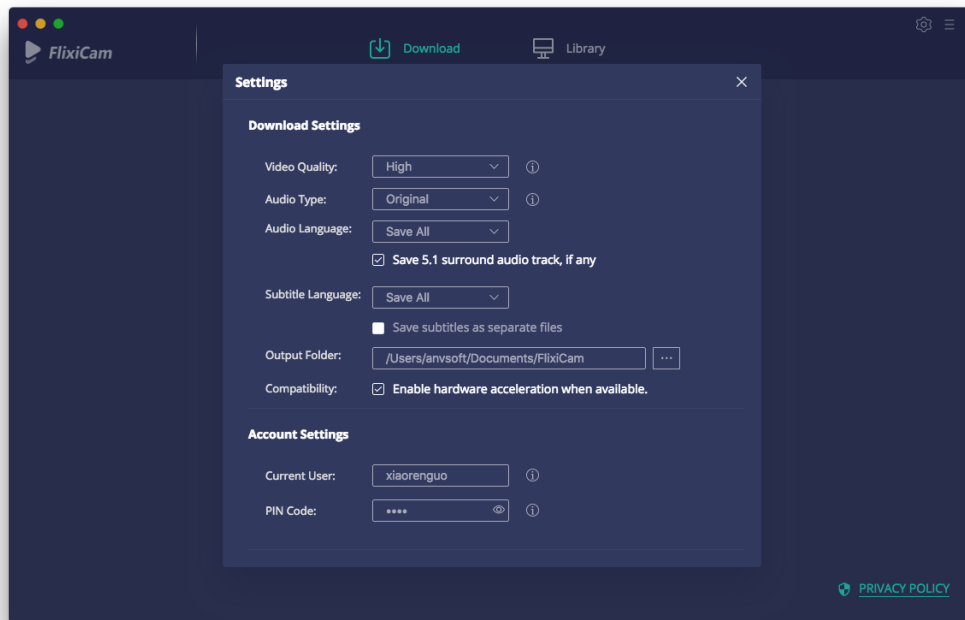 FlixiCam
Download
Library
Settings
Download Settings
Video Quality: High
Audio Type: Original
Audio Language: Save All
Save 5.1 surround audio track, if any
Subtitle Language: Save All
Save subtitles as separate files
Output Folder: /Users/anvsoft/Documents/FlixiCam ...
Compatibility: Enable hardware acceleration when available.
Account Settings
Current User: xiaorenguo
PIN Code: ••••
PRIVACY POLICY